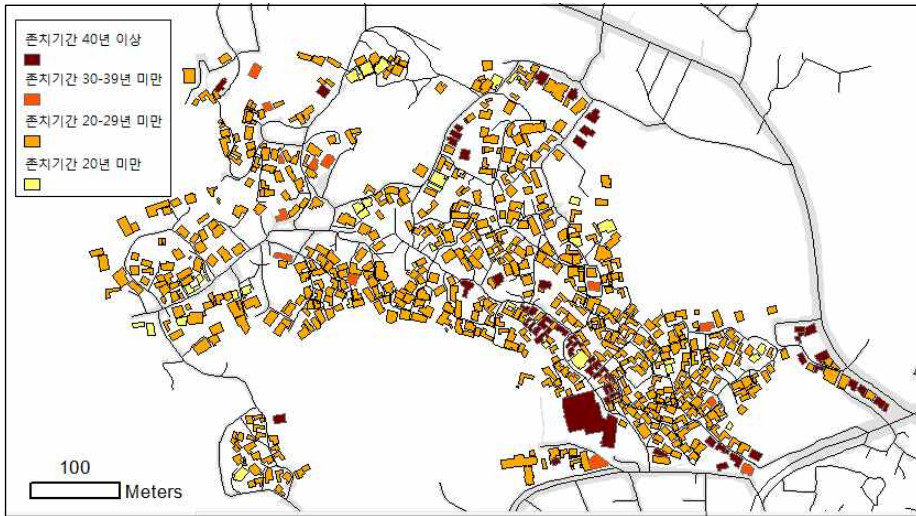 존치기간 40년 이상
존치기간 30-39년 미만
존치기간 20-29년 미만
존치기간 20년 미만
100
Meters